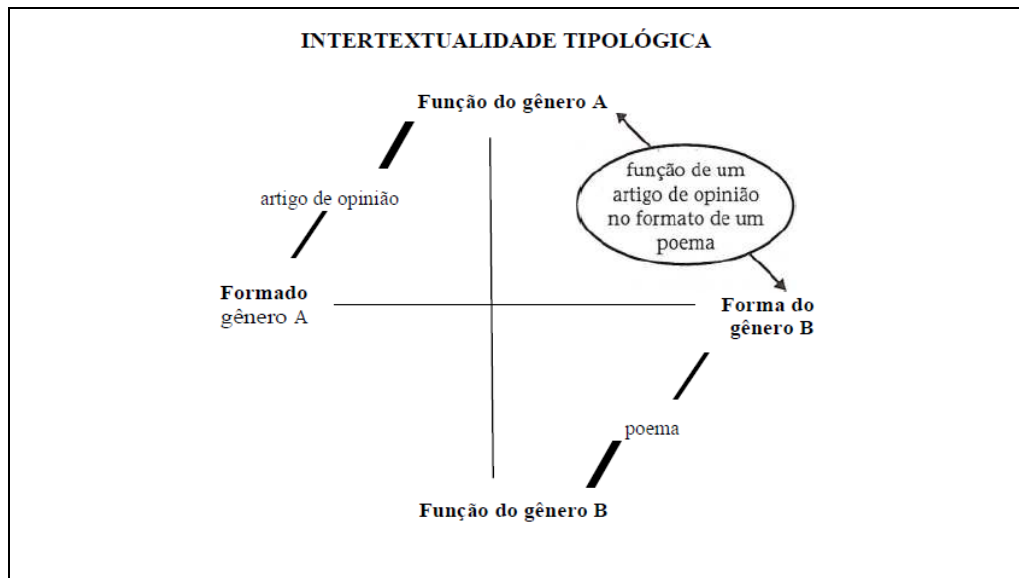 INTERTEXTUALIDADE TIPOLÓGICA
Função do gênero A
função de um
artigo de opinião
no formato de um
poema
artigo de opinião
Formado
gênero A
Forma do
gênero B
poema
Função do gênero B